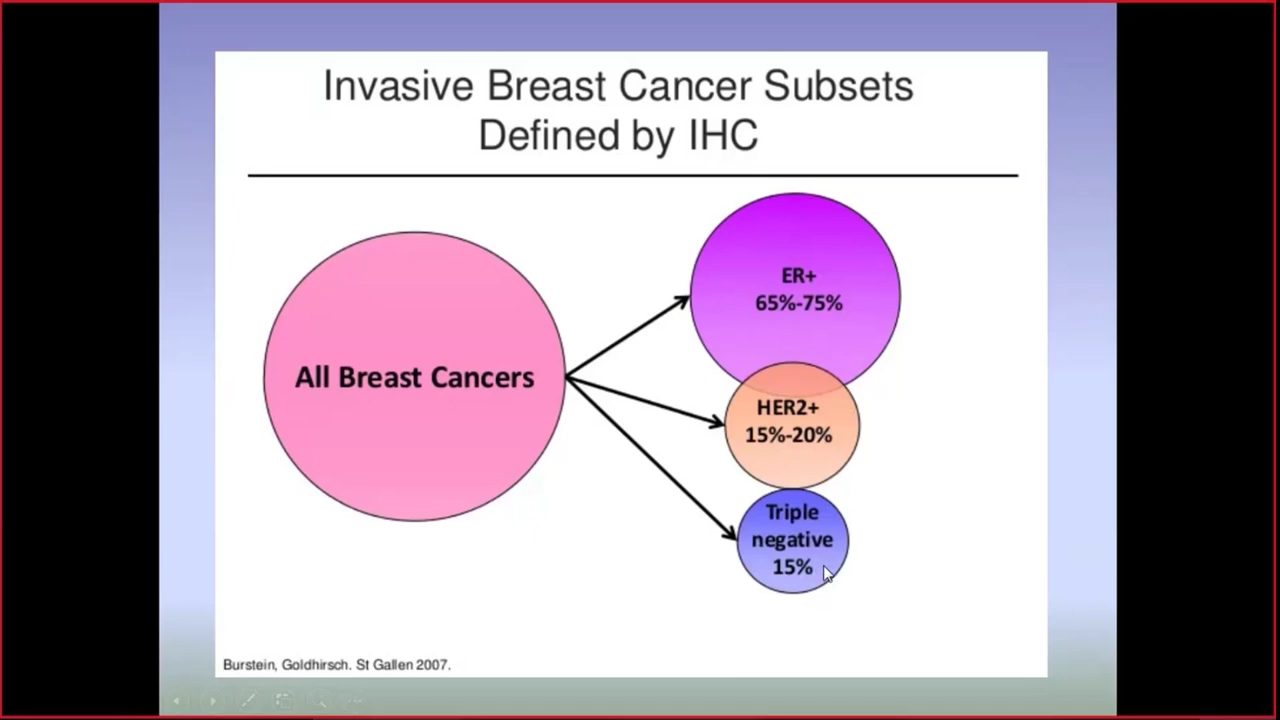 Invasive Breast Cancer Subsets
Defined by IHC
All Breast Cancers
ER+
65%-75%
HER2+
15%-20%
Triple
negative
15%
Burstein, Goldhirsch. St Gallen 2007.